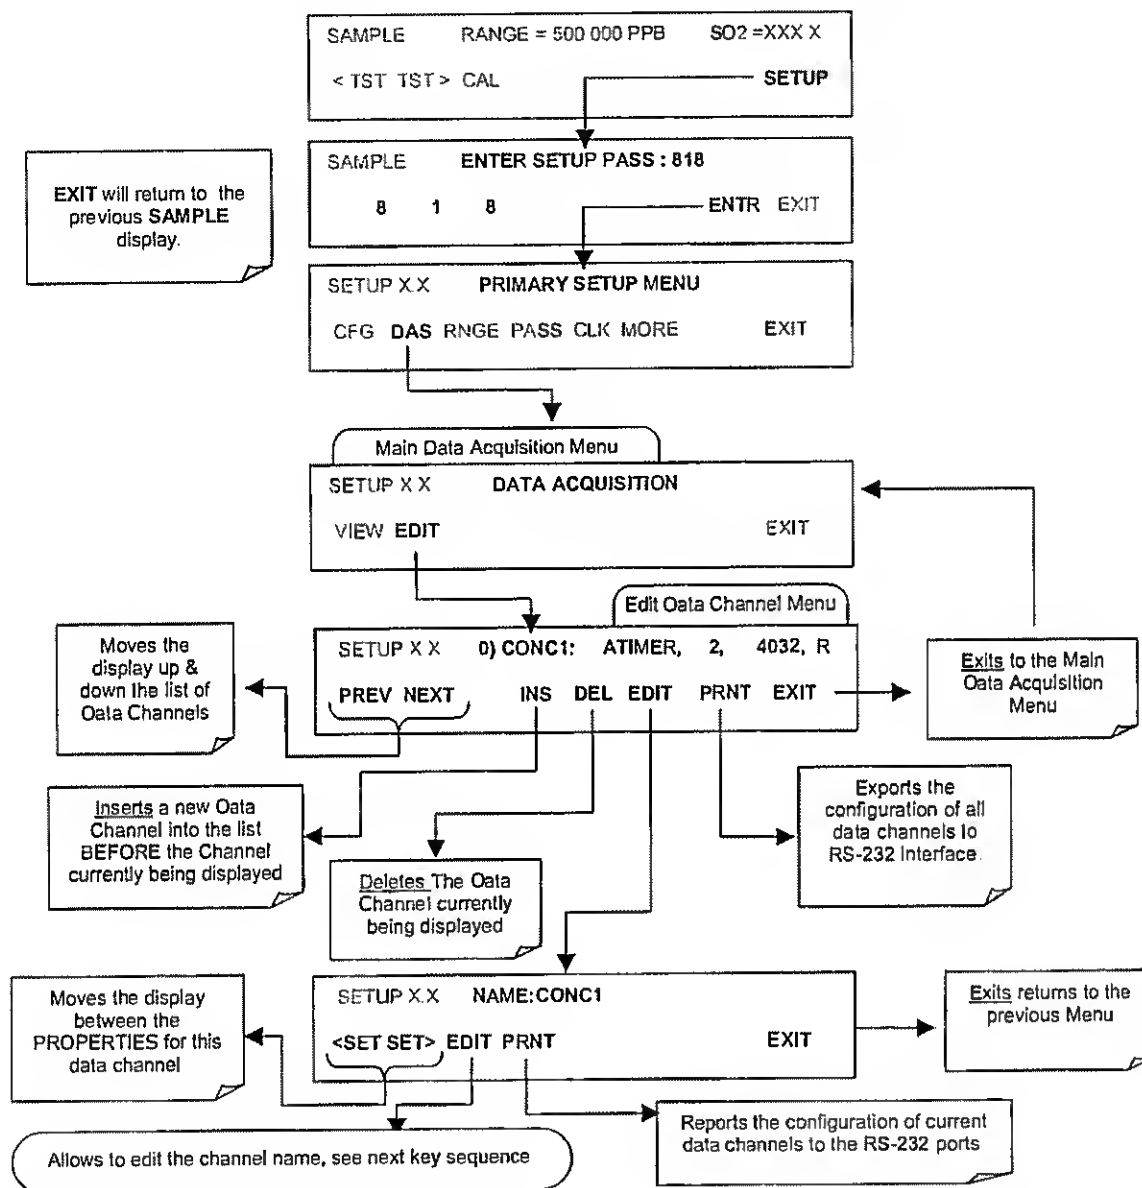 SAMPLE RANGE = 500 000 PPB SO2 =XXX X
< TST TST > CAL SETUP
SAMPLE ENTER SETUP PASS : 818
8 1 8 ENTR EXIT
EXIT will return to the
previous SAMPLE
display.
SETUP X.X PRIMARY SETUP MENU
CFG DAS RNGE PASS CLK MORE EXIT
Main Data Acquisition Menu
SETUP X X DATA ACQUISITION
VIEW EDIT EXIT
Edit Oata Channel Menu
SETUP X X 0) CONC1: ATIMER, 2, 4032, R
PREV NEXT INS DEL EDIT PRNT EXIT
Moves the
display up &
down the list of
Oata Channels
Exits to the Main
Oata Acquisition
Menu
Inserts a new Oata
Channel into the list
BEFORE the Channel
currently being displayed
Deletes The Oata
Channel currently
being displayed
Exports the
configuration of all
data channels lo
RS-232 Interface.
SETUP X.X NAME:CONC1
<SET SET> EDIT PRNT EXIT
Moves the display
between the
PROPERTIES for this
data channel
Exits returns to the
previous Menu
Allows to edit the channel name, see next key sequence
Reports the configuration of current
data channels to the RS-232 ports